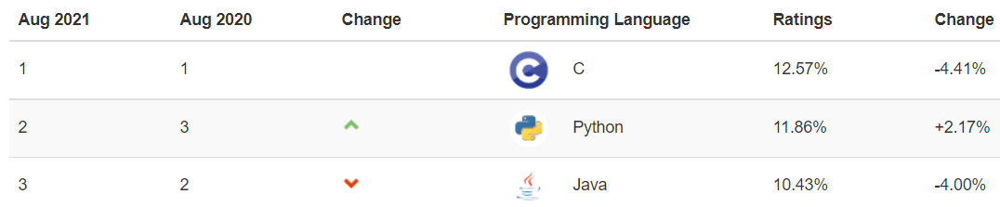 Aug 2021 Aug 2020 Change Programming Language Ratings Change
1 1 C 12.57% -4.41%
2 3 Python 11.86% +2.17%
3 2 Java 10.43% -4.00%